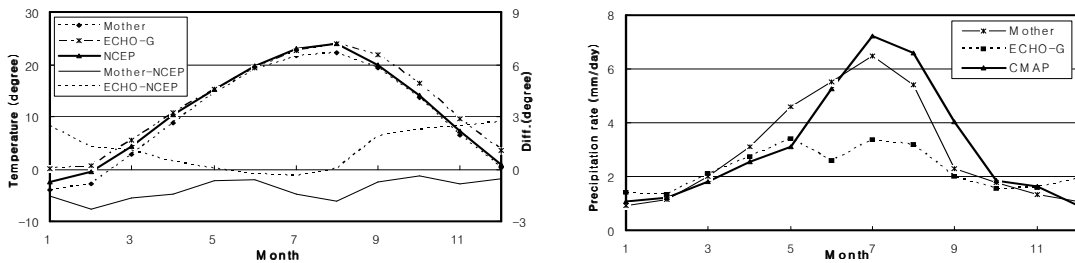 30
20
10
0
-10
Temperature (degree)
9
6
3
0
-3
Diff.(degree)
1
3
5
7
9
11
Month
Mother
ECHO-G
NCEP
Mother-NCEP
ECHO-NCEP
8
6
4
2
0
Precipitation rate (mm/day)
1
3
5
7
9
11
Month
Mother
ECHO-G
CMAP